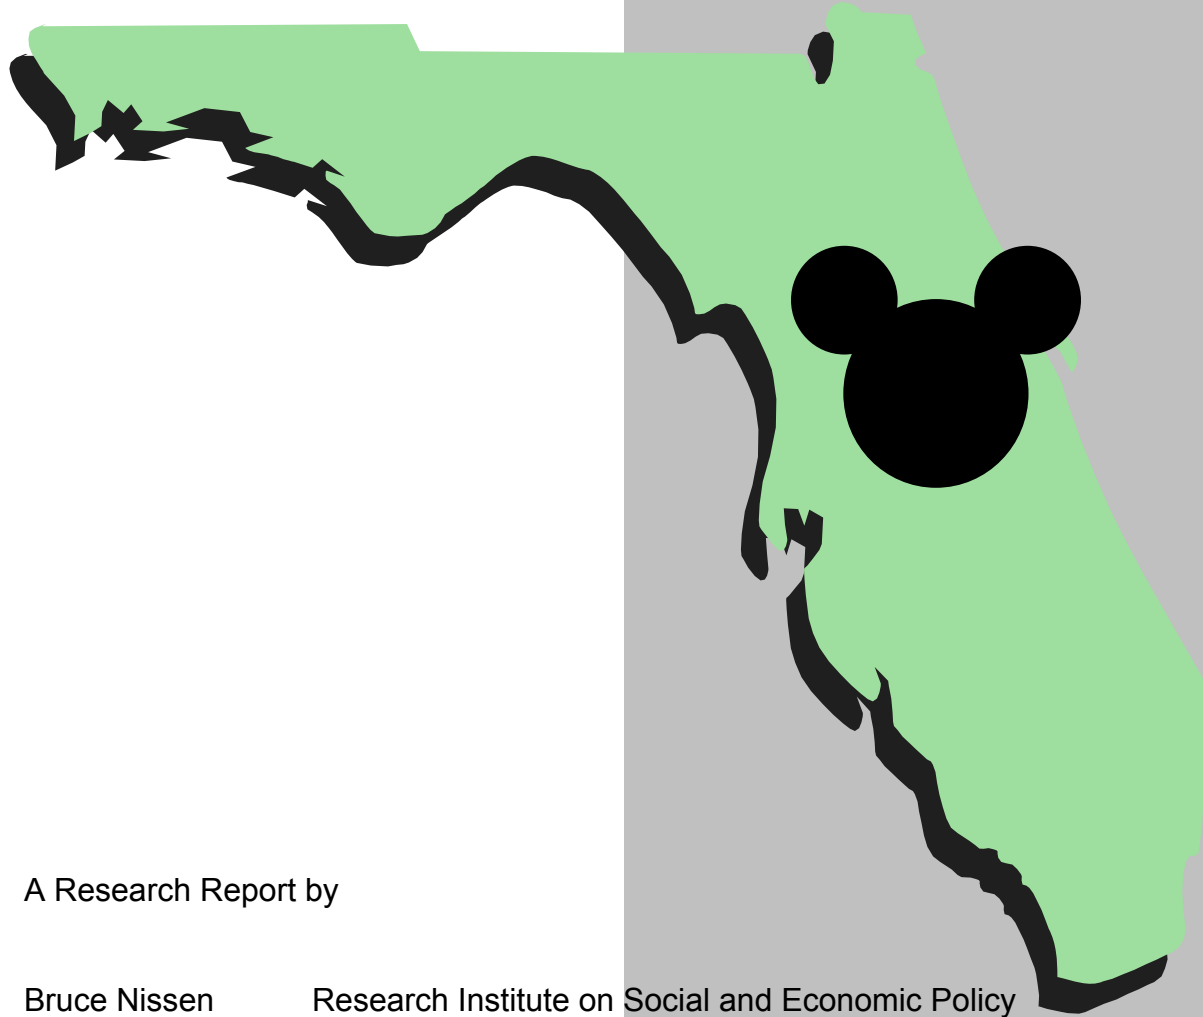 A Research Report by
Bruce Nissen Research Institute on Social and Economic Policy